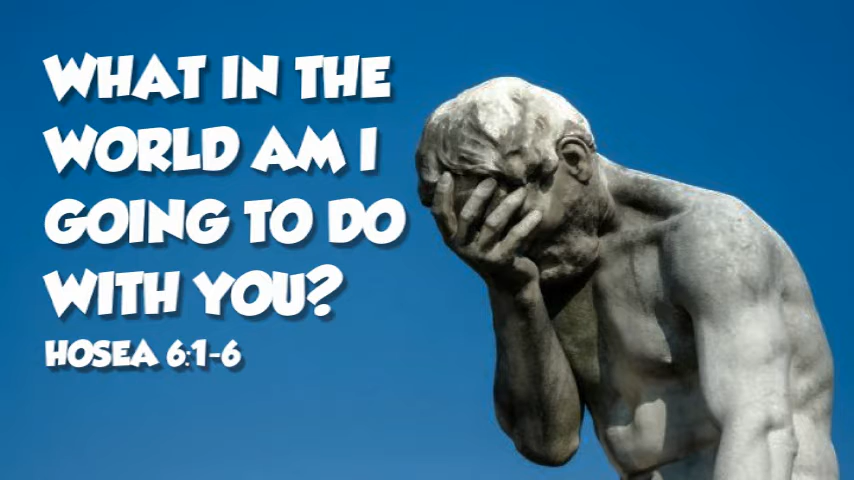 WHAT IN THE
WORLD AM I
GOING TO DO
WITH YOU?
HOSEA 6:1-6